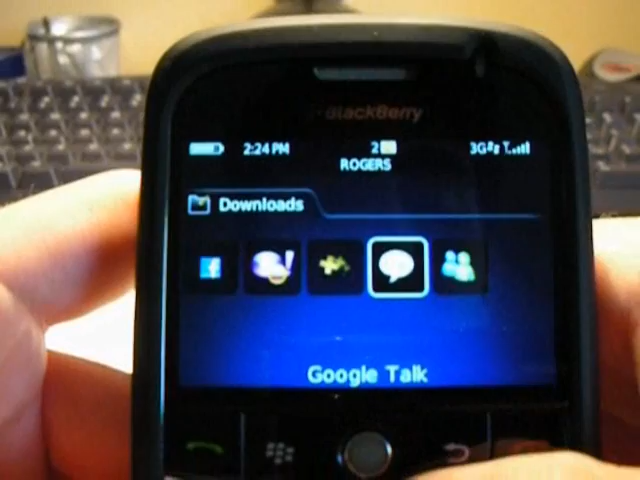 BlackBerry
2:24 PM 2 3G
ROGERS
Downloads
Google Talk